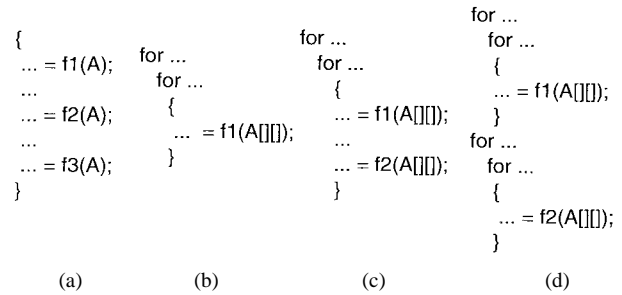 {
... = f1(A);
...
... = f2(A);
...
... = f3(A);
}
for ...
for ...
{
... = f1(A[][]);
}
for ...
for ...
{
... = f1(A[][]);
...
... = f2(A[][]);
}
for ...
for ...
{
... = f1(A[][]);
}
for ...
for ...
{
... = f2(A[][]);
}
(a) (b) (c) (d)